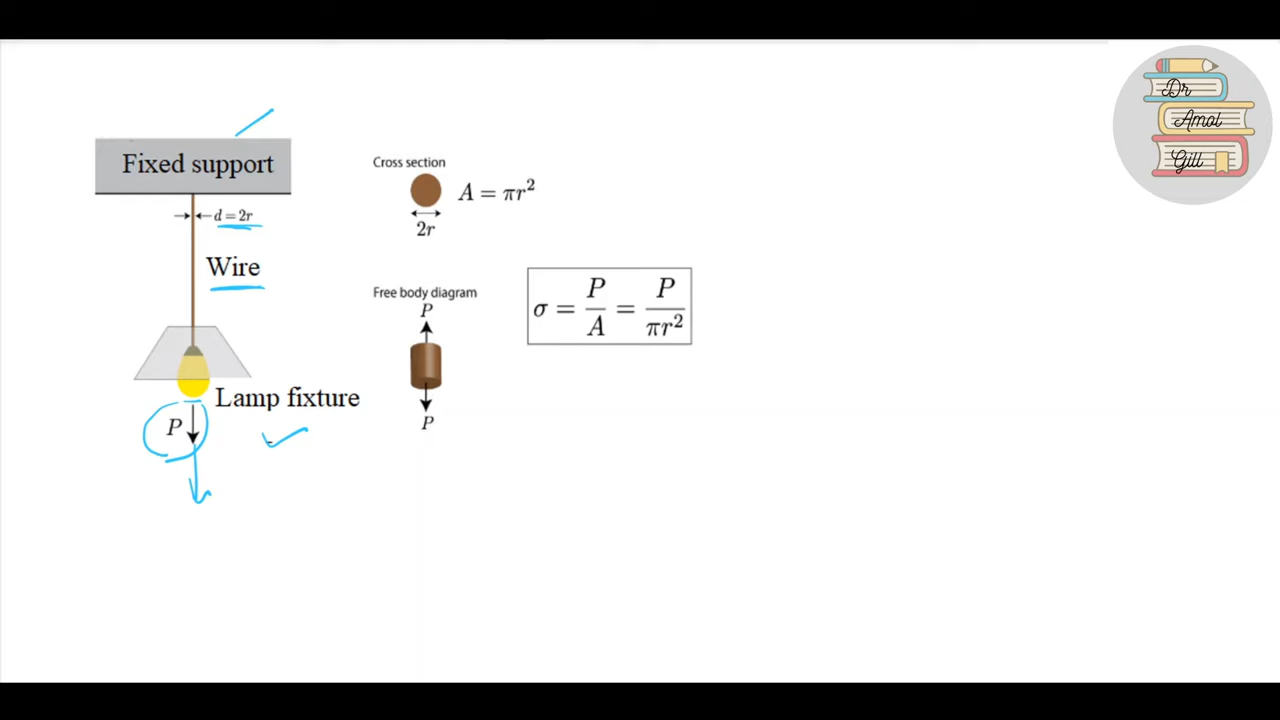 Fixed support
d = 2r
Wire
Lamp fixture
P
Cross section
A = πr²
2r
Free body diagram
P
P
σ = P/A = P/πr²
Dr
Amol
Gill